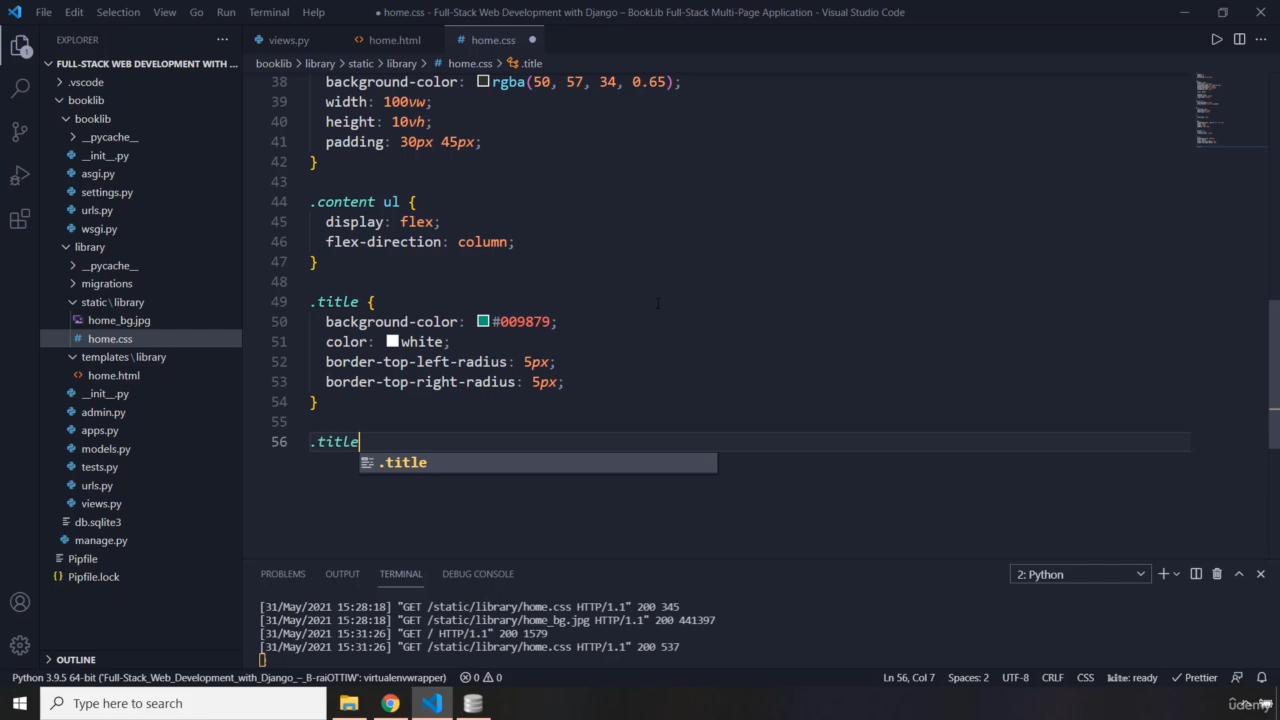 File Edit Selection View Go Run Terminal Help
● home.css - Full-Stack Web Development with Django – BookLib Full-Stack Multi-Page Application - Visual Studio Code
EXPLORER
views.py
home.html
home.css
FULL-STACK WEB DEVELOPMENT WITH ...
booklib > library > static > library > home.css > .title
.vscode
booklib
booklib
__pycache__
__init__.py
asgi.py
settings.py
urls.py
wsgi.py
library
__pycache__
migrations
static\library
home_bg.jpg
home.css
templates\library
home.html
__init__.py
admin.py
apps.py
models.py
tests.py
urls.py
views.py
db.sqlite3
manage.py
Pipfile
Pipfile.lock
OUTLINE
1
38 background-color: rgba(50, 57, 34, 0.65);
39 width: 100vw;
40 height: 10vh;
41 padding: 30px 45px;
42 }
43
44 .content ul {
45 display: flex;
46 flex-direction: column;
47 }
48
49 .title {
50 background-color: #009879;
51 color: white;
52 border-top-left-radius: 5px;
53 border-top-right-radius: 5px;
54 }
55
56 .title
.title
PROBLEMS OUTPUT TERMINAL DEBUG CONSOLE
2: Python
[31/May/2021 15:28:18] "GET /static/library/home.css HTTP/1.1" 200 345
[31/May/2021 15:28:18] "GET /static/library/home_bg.jpg HTTP/1.1" 200 441397
[31/May/2021 15:31:26] "GET / HTTP/1.1" 200 1579
[31/May/2021 15:31:26] "GET /static/library/home.css HTTP/1.1" 200 537
Python 3.9.5 64-bit ('Full-Stack_Web_Development_with_Django_–_B-raiOTTIW': virtualenvwrapper) 0 0
Ln 56, Col 7 Spaces: 2 UTF-8 CRLF CSS kite: ready Prettier
Type here to search
Udemy